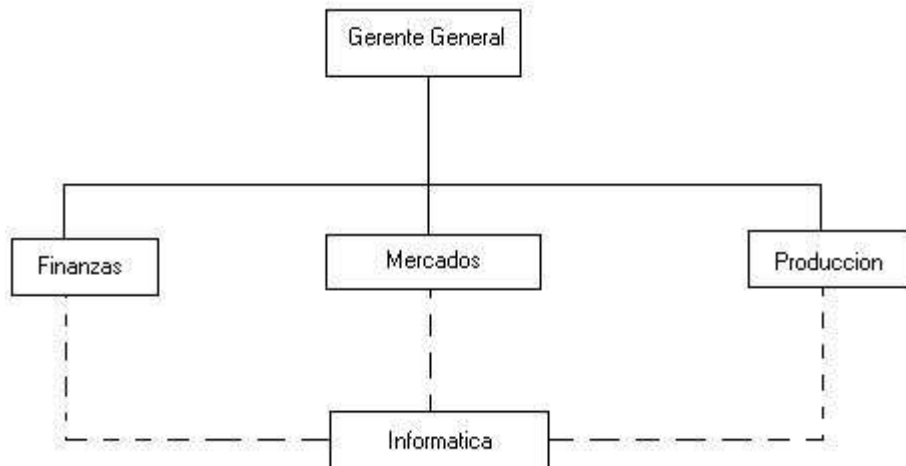 Gerente General
Finanzas
Mercados
Produccion
Informatica